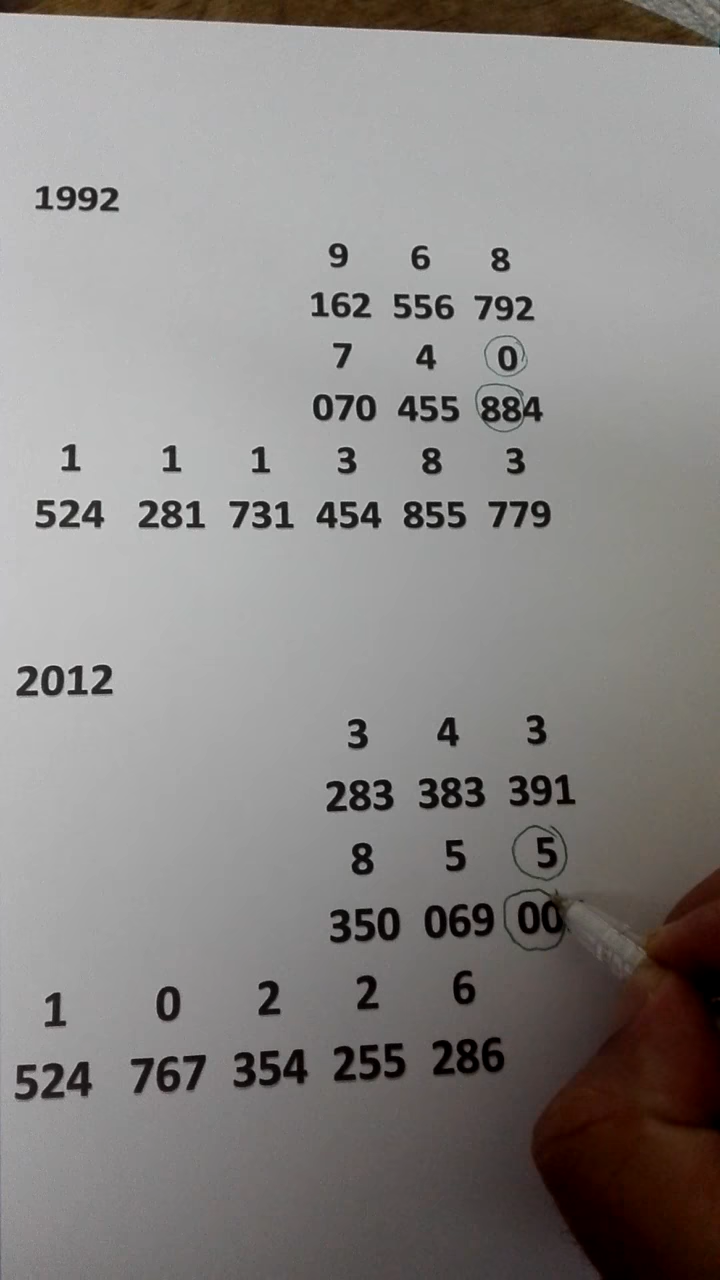 1992
9 6 8
162 556 792
7 4 0
070 455 884
1 1 1 3 8 3
524 281 731 454 855 779
2012
3 4 3
283 383 391
8 5 5
350 069 00
1 0 2 2 6
524 767 354 255 286